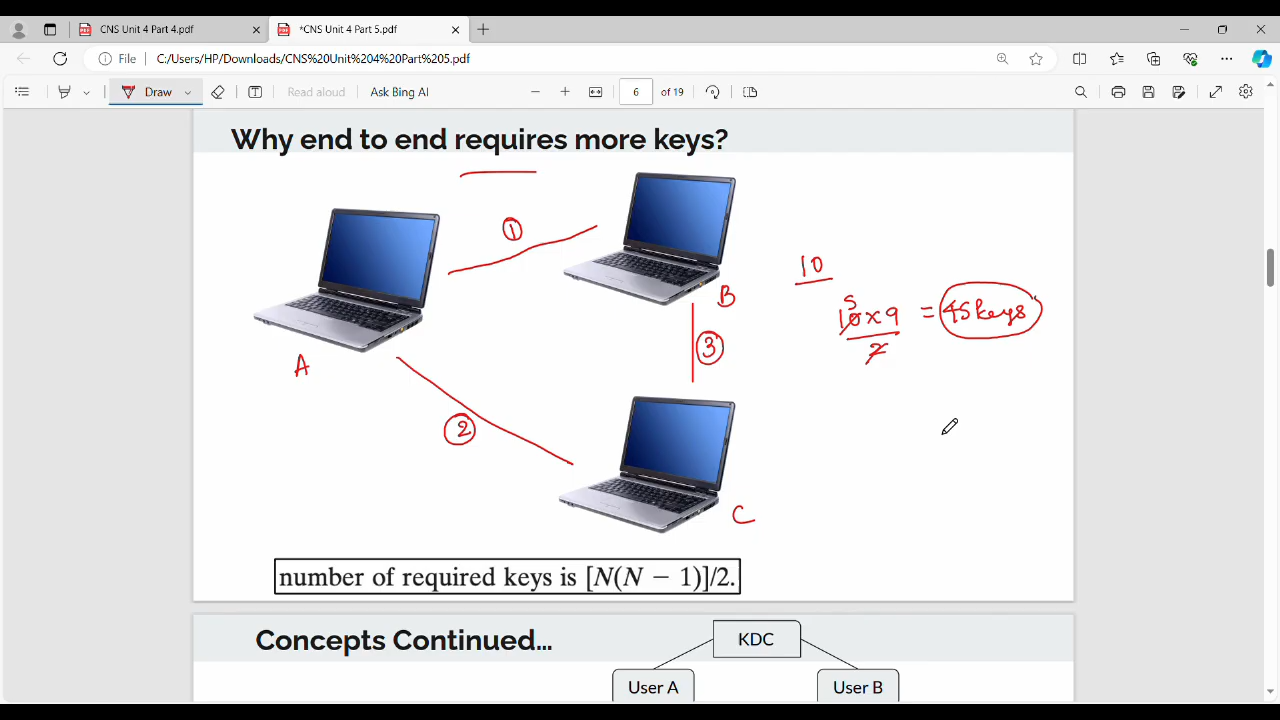 CNS Unit 4 Part 4.pdf
*CNS Unit 4 Part 5.pdf
File
C:/Users/HP/Downloads/CNS%20Unit%204%20Part%205.pdf
Draw
Read aloud
Ask Bing AI
6 of 19
Why end to end requires more keys?
1
B
A
2
3
C
10
5
10 x 9 = 45 keys
2
number of required keys is [N(N − 1)]/2.
Concepts Continued...
KDC
User A
User B